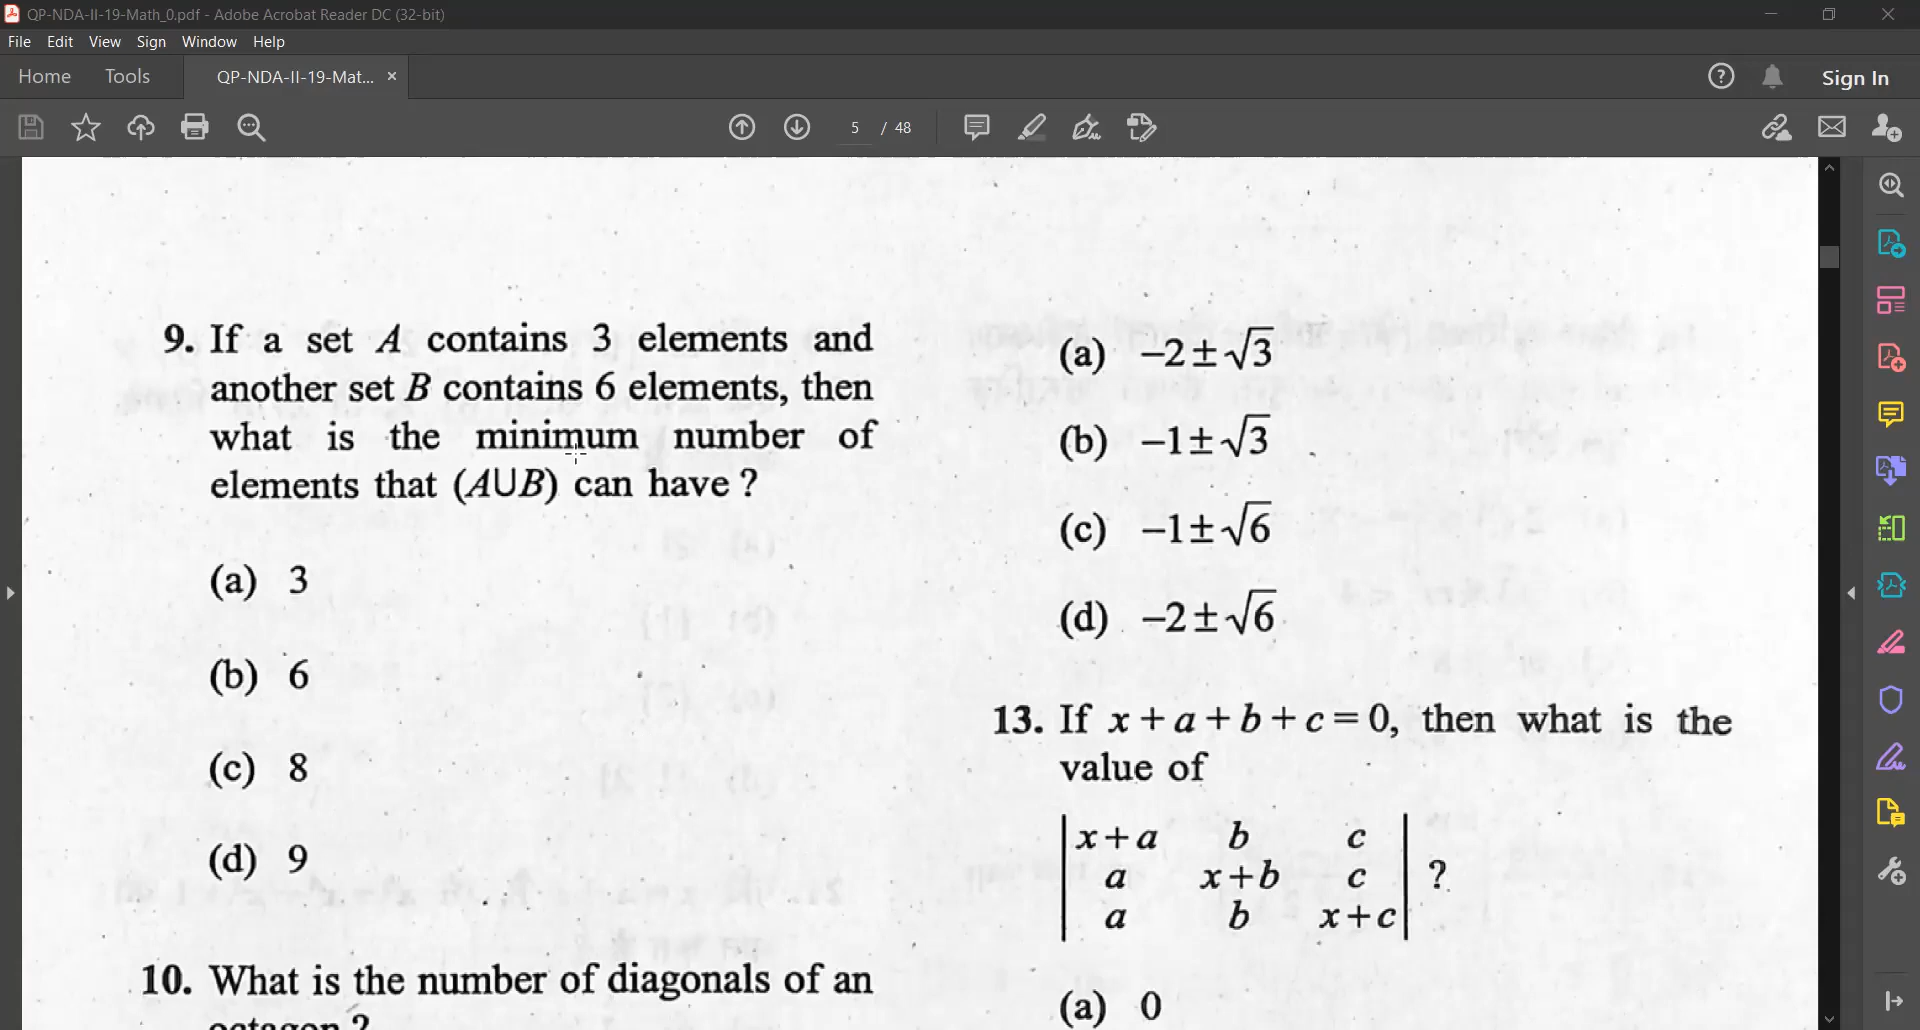 QP-NDA-II-19-Math_0.pdf - Adobe Acrobat Reader DC (32-bit)
File Edit View Sign Window Help
Home Tools QP-NDA-II-19-Mat... × Sign In
5 / 48
9. If a set A contains 3 elements and
another set B contains 6 elements, then
what is the minimum number of
elements that (A∪B) can have ?
(a) 3
(b) 6
(c) 8
(d) 9
10. What is the number of diagonals of an
octagon ?
(a) −2±√3
(b) −1±√3
(c) −1±√6
(d) −2±√6
13. If x+a+b+c=0, then what is the
value of
|x+a b c|
|a x+b c| ?
|a b x+c|
(a) 0